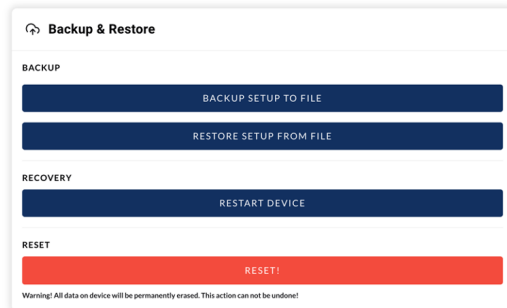 Backup & Restore
BACKUP
BACKUP SETUP TO FILE
RESTORE SETUP FROM FILE
RECOVERY
RESTART DEVICE
RESET
RESET!
Warning! All data on device will be permanently erased. This action can not be undone!